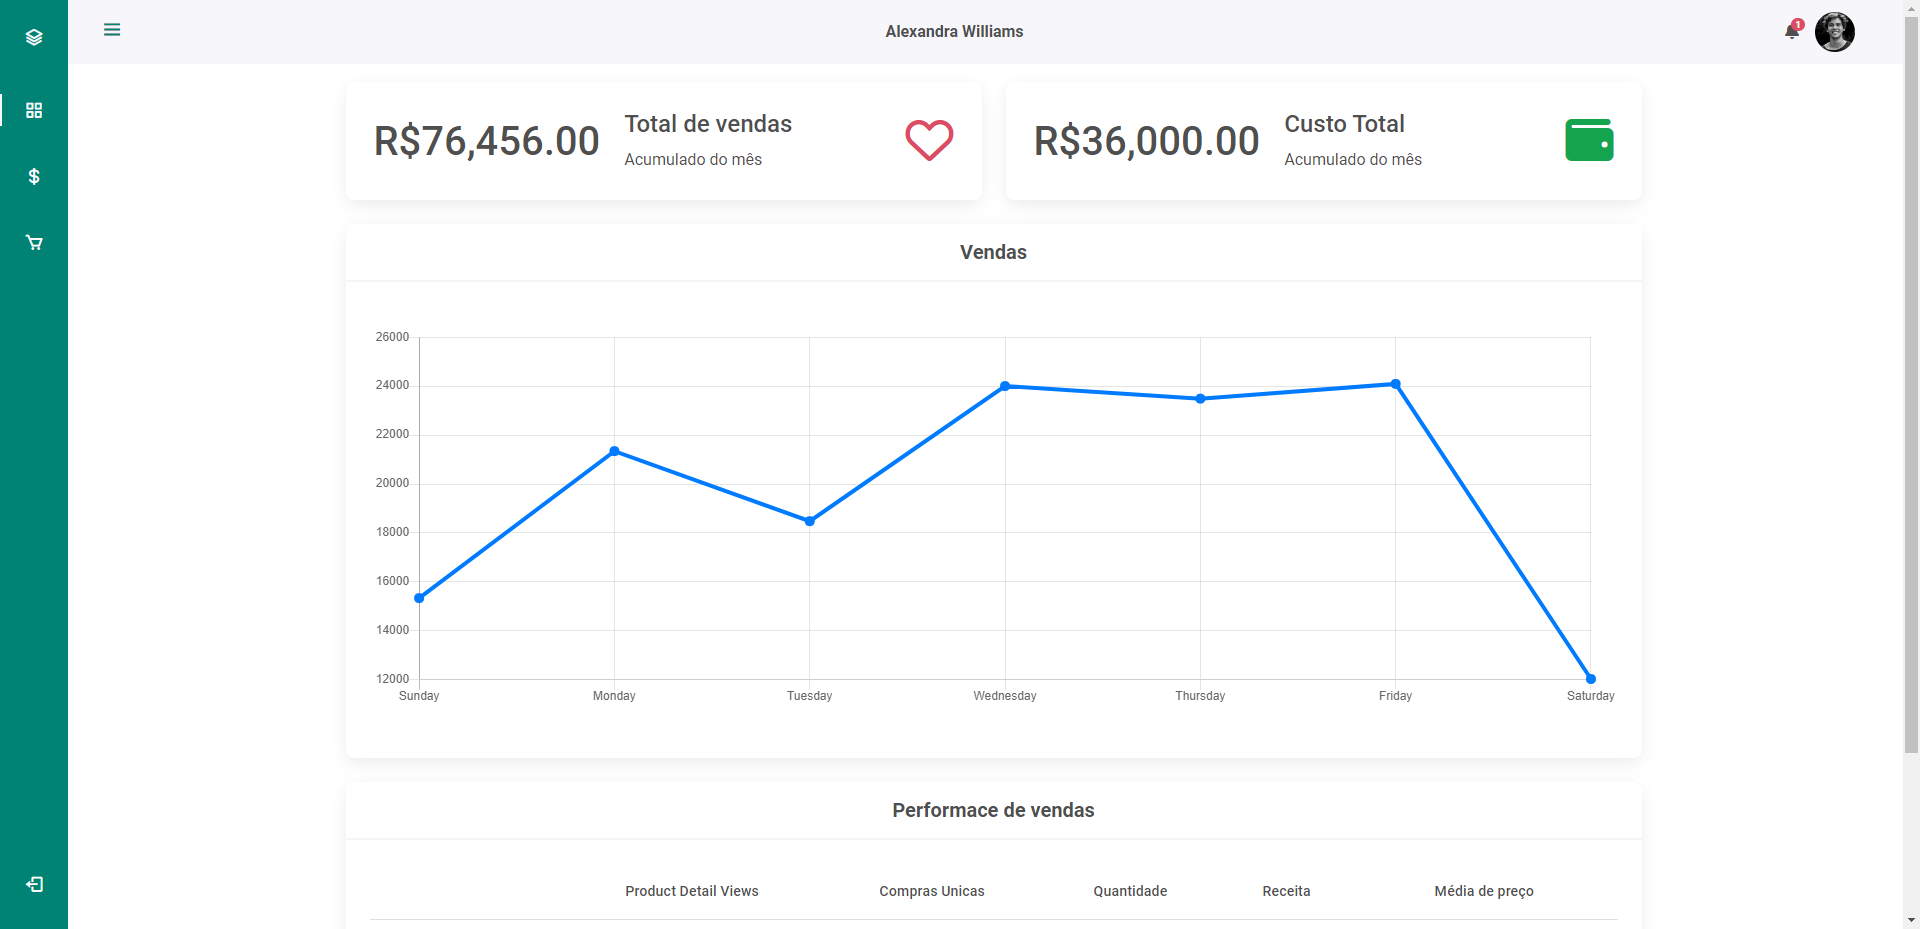 Alexandra Williams
1
R$76,456.00
Total de vendas
Acumulado do mês
R$36,000.00
Custo Total
Acumulado do mês
Vendas
26000
24000
22000
20000
18000
16000
14000
12000
Sunday Monday Tuesday Wednesday Thursday Friday Saturday
Performace de vendas
Product Detail Views Compras Unicas Quantidade Receita Média de preço